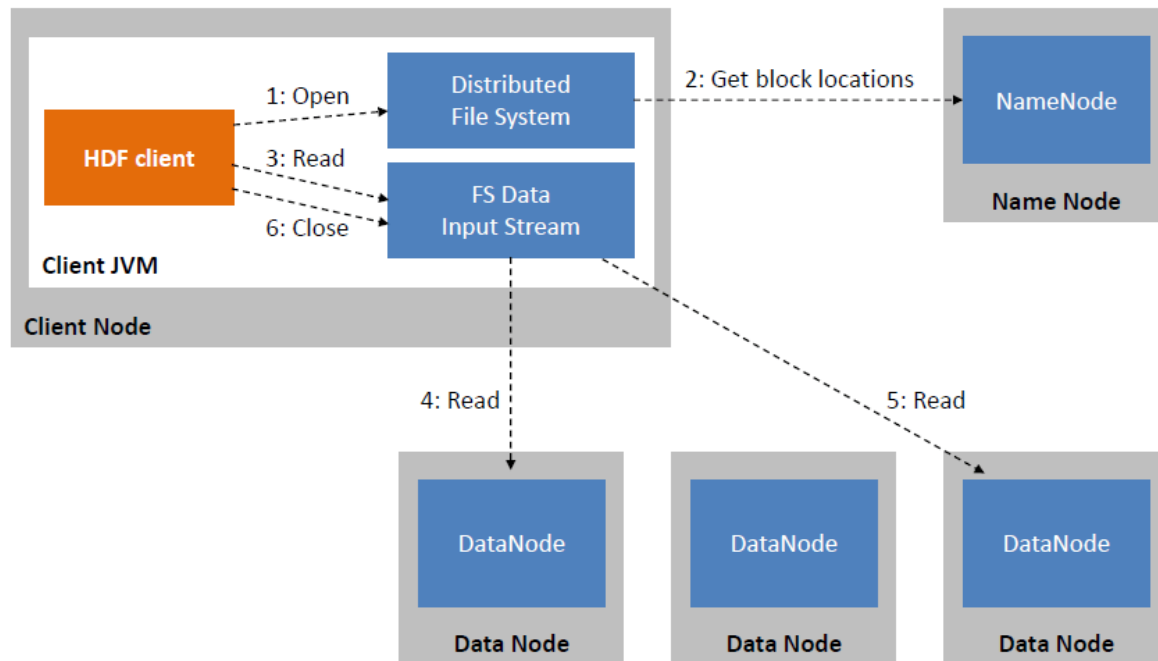 1: Open
Distributed
File System
2: Get block locations
NameNode
HDF client
3: Read
6: Close
FS Data
Input Stream
Name Node
Client JVM
Client Node
4: Read
5: Read
DataNode
DataNode
DataNode
Data Node
Data Node
Data Node